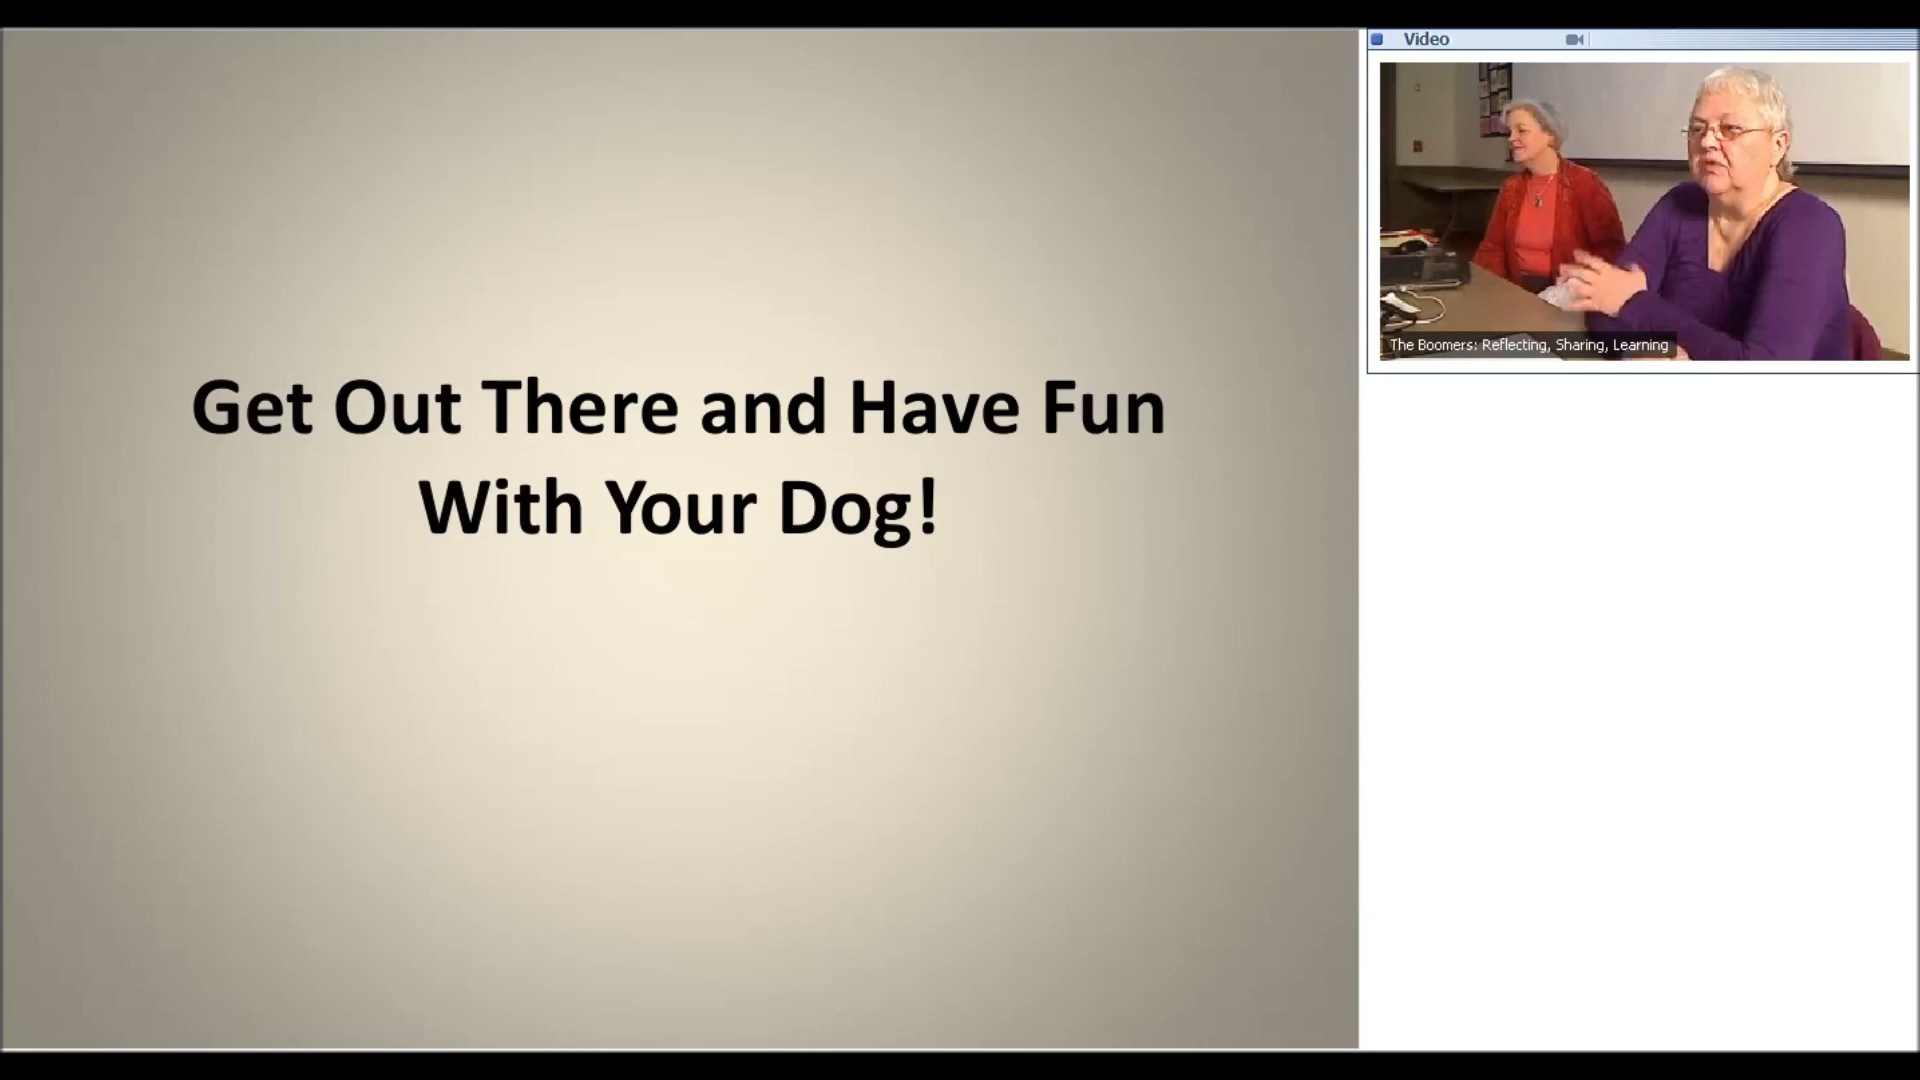 Get Out There and Have Fun
With Your Dog!
Video
The Boomers: Reflecting, Sharing, Learning